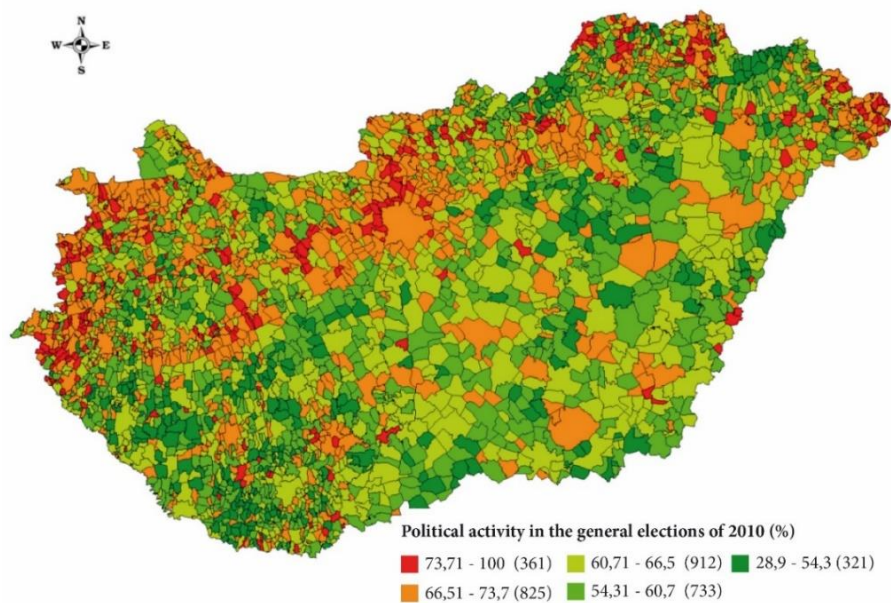 N
W E
S
Political activity in the general elections of 2010 (%)
73,71 - 100 (361) 60,71 - 66,5 (912) 28,9 - 54,3 (321)
66,51 - 73,7 (825) 54,31 - 60,7 (733)